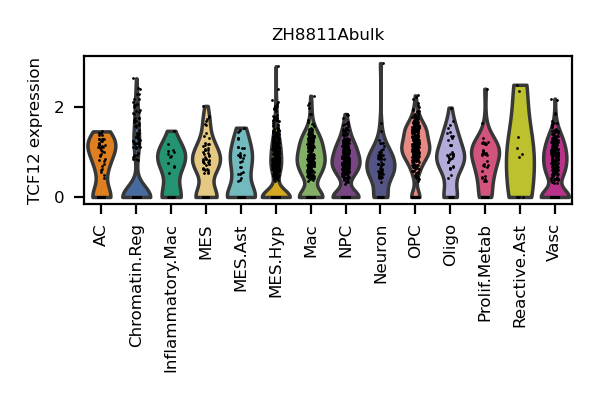 ZH8811Abulk
TCF12 expression
2
0
AC
Chromatin.Reg
Inflammatory.Mac
MES
MES.Ast
MES.Hyp
Mac
NPC
Neuron
OPC
Oligo
Prolif.Metab
Reactive.Ast
Vasc